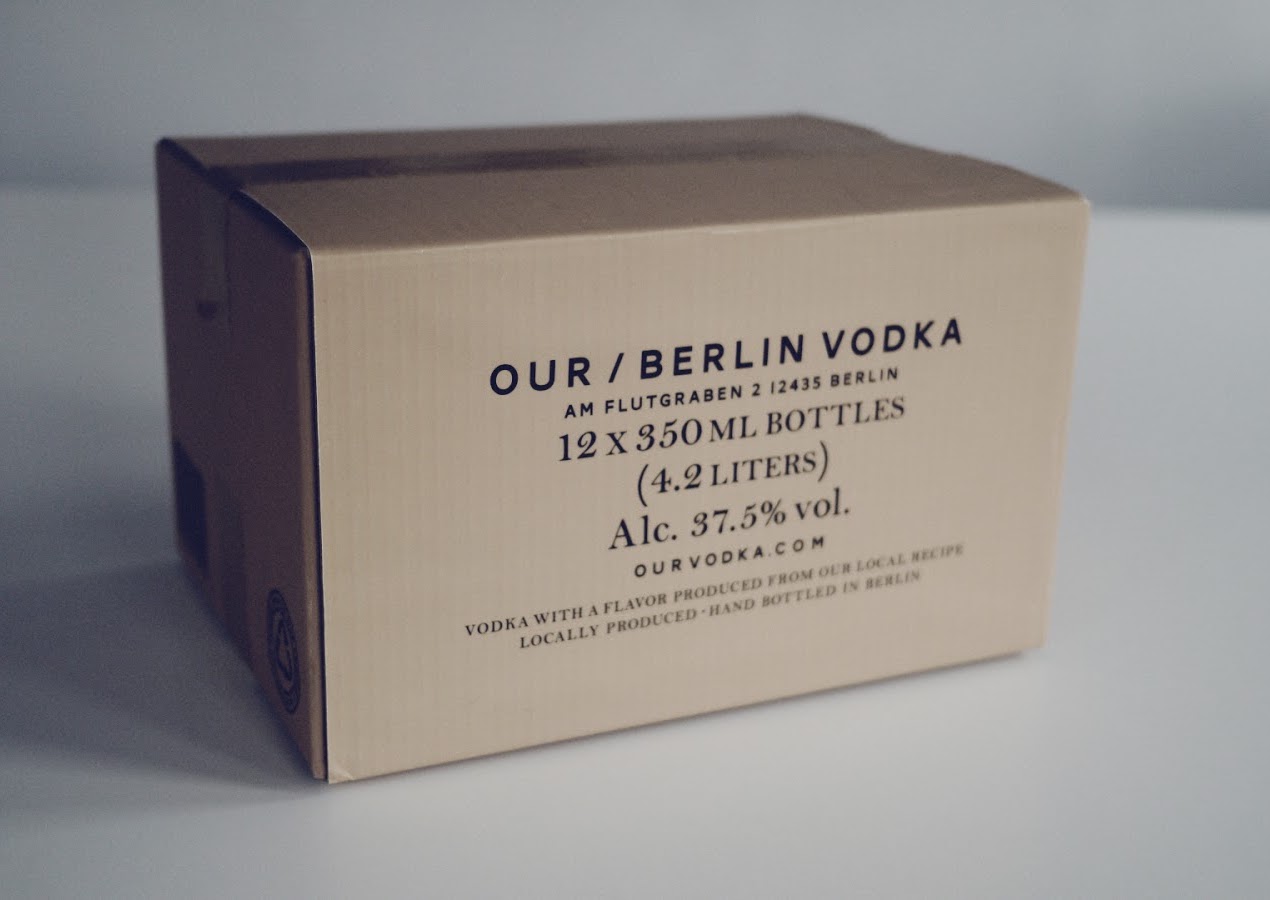 OUR / BERLIN VODKA
AM FLUTGRABEN 2 12435 BERLIN
12 X 350 ML BOTTLES
(4.2 LITERS)
Alc. 37.5% vol.
OURVODKA.COM
VODKA WITH A FLAVOR PRODUCED FROM OUR LOCAL RECIPE
LOCALLY PRODUCED · HAND BOTTLED IN BERLIN